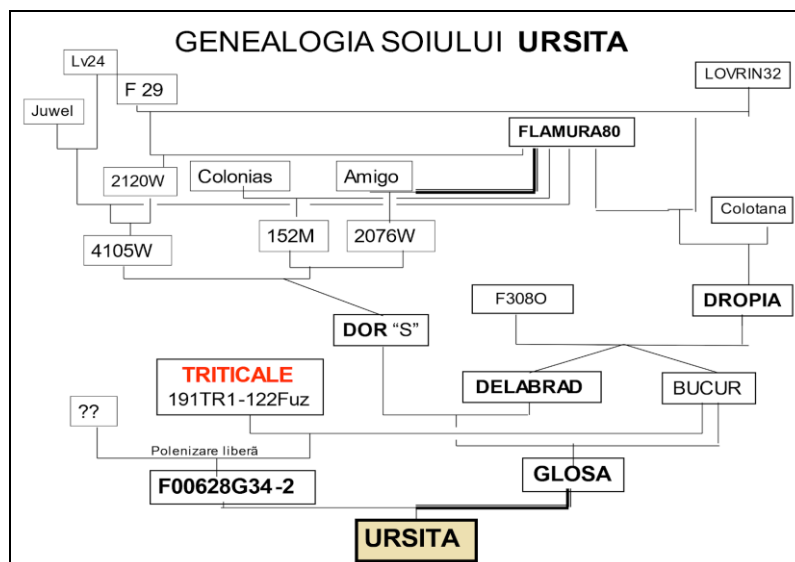 GENEALOGIA SOIULUI URSITA
Lv24
F 29
LOVRIN32
Juwel
FLAMURA80
2120W
Colonias
Amigo
Colotana
4105W
152M
2076W
F308O
DROPIA
DOR “S”
TRITICALE
191TR1-122Fuz
DELABRAD
BUCUR
??
Polenizare liberă
F00628G34-2
GLOSA
URSITA